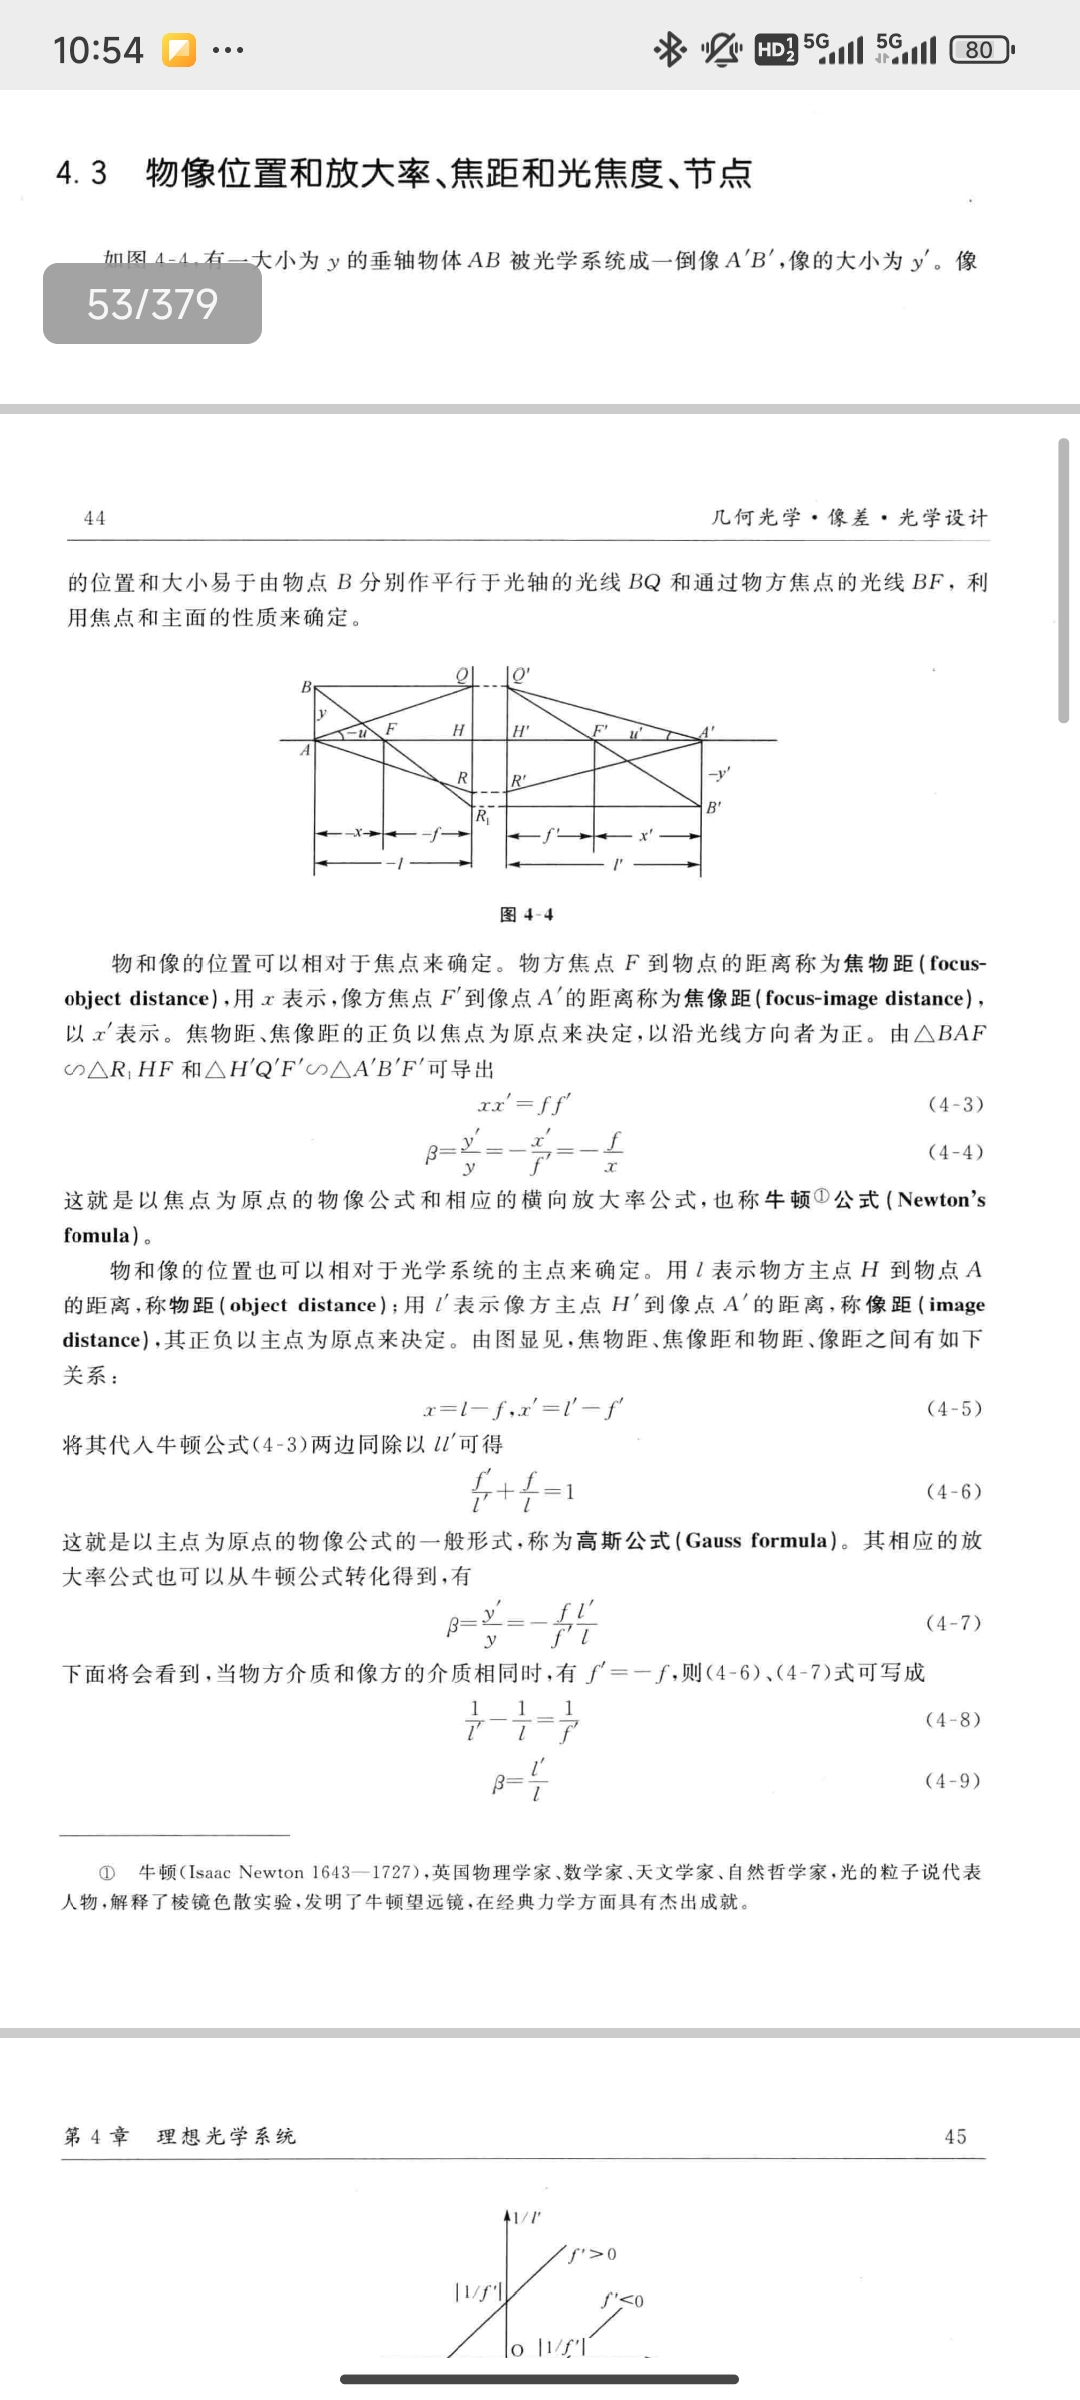 10:54 ··· HD 1 2 5G 5G 80
4.3 物像位置和放大率、焦距和光焦度、节点
如图 4-4,有一大小为 y 的垂轴物体 AB 被光学系统成一倒像 A′B′,像的大小为 y′。像
53/379
44 几何光学·像差·光学设计
的位置和大小易于由物点 B 分别作平行于光轴的光线 BQ 和通过物方焦点的光线 BF,利
用焦点和主面的性质来确定。
B Q Q'
y
A -u F H H' F' u' A'
R R' -y'
R₁ B'
-x -f f' x'
-l l'
图 4-4
物和像的位置可以相对于焦点来确定。物方焦点 F 到物点的距离称为焦物距(focus-
object distance),用 x 表示,像方焦点 F′到像点 A′的距离称为焦像距(focus-image distance),
以 x′表示。焦物距、焦像距的正负以焦点为原点来决定,以沿光线方向者为正。由△BAF
∽△R₁HF 和△H′Q′F′∽△A′B′F′可导出
xx′=ff′ (4-3)
β=y′/y=-x′/f′=-f/x (4-4)
这就是以焦点为原点的物像公式和相应的横向放大率公式,也称牛顿①公式(Newton's
fomula)。
物和像的位置也可以相对于光学系统的主点来确定。用 l 表示物方主点 H 到物点 A
的距离,称物距(object distance);用 l′表示像方主点 H′到像点 A′的距离,称像距(image
distance),其正负以主点为原点来决定。由图显见,焦物距、焦像距和物距、像距之间有如下
关系:
x=l-f,x′=l′-f′ (4-5)
将其代入牛顿公式(4-3)两边同除以 ll′可得
f′/l′+f/l=1 (4-6)
这就是以主点为原点的物像公式的一般形式,称为高斯公式(Gauss formula)。其相应的放
大率公式也可以从牛顿公式转化得到,有
β=y′/y=-f/f′ l′/l (4-7)
下面将会看到,当物方介质和像方的介质相同时,有 f′=-f,则(4-6)、(4-7)式可写成
1/l′-1/l=1/f′ (4-8)
β=l′/l (4-9)
① 牛顿(Isaac Newton 1643—1727),英国物理学家、数学家、天文学家、自然哲学家,光的粒子说代表
人物,解释了棱镜色散实验,发明了牛顿望远镜,在经典力学方面具有杰出成就。
第 4 章 理想光学系统 45
1/l'
f'>0
|1/f'|
f'<0
O |1/f'|